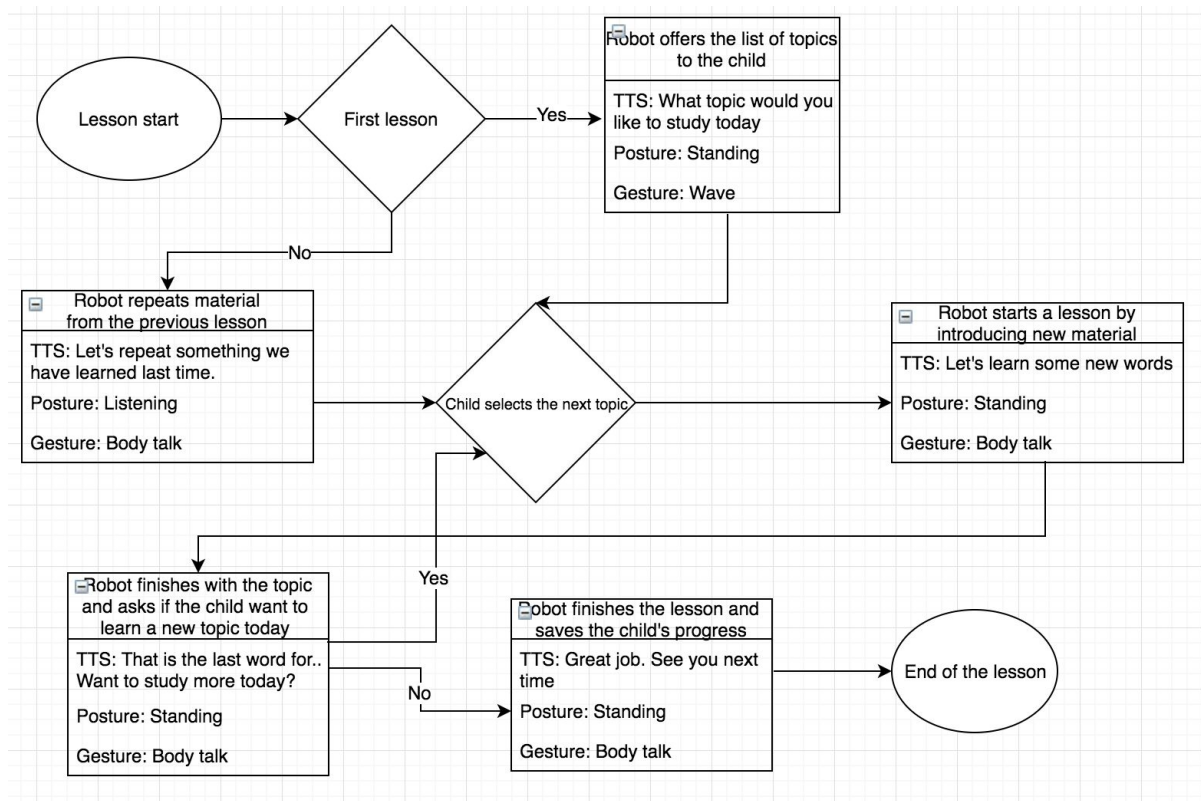 Lesson start
First lesson
Yes
Robot offers the list of topics
to the child
TTS: What topic would you
like to study today
Posture: Standing
Gesture: Wave
No
Robot repeats material
from the previous lesson
TTS: Let's repeat something we
have learned last time.
Posture: Listening
Gesture: Body talk
Child selects the next topic
Robot starts a lesson by
introducing new material
TTS: Let's learn some new words
Posture: Standing
Gesture: Body talk
Robot finishes with the topic
and asks if the child want to
learn a new topic today
TTS: That is the last word for..
Want to study more today?
Posture: Standing
Gesture: Body talk
Yes
No
Robot finishes the lesson and
saves the child's progress
TTS: Great job. See you next
time
Posture: Standing
Gesture: Body talk
End of the lesson